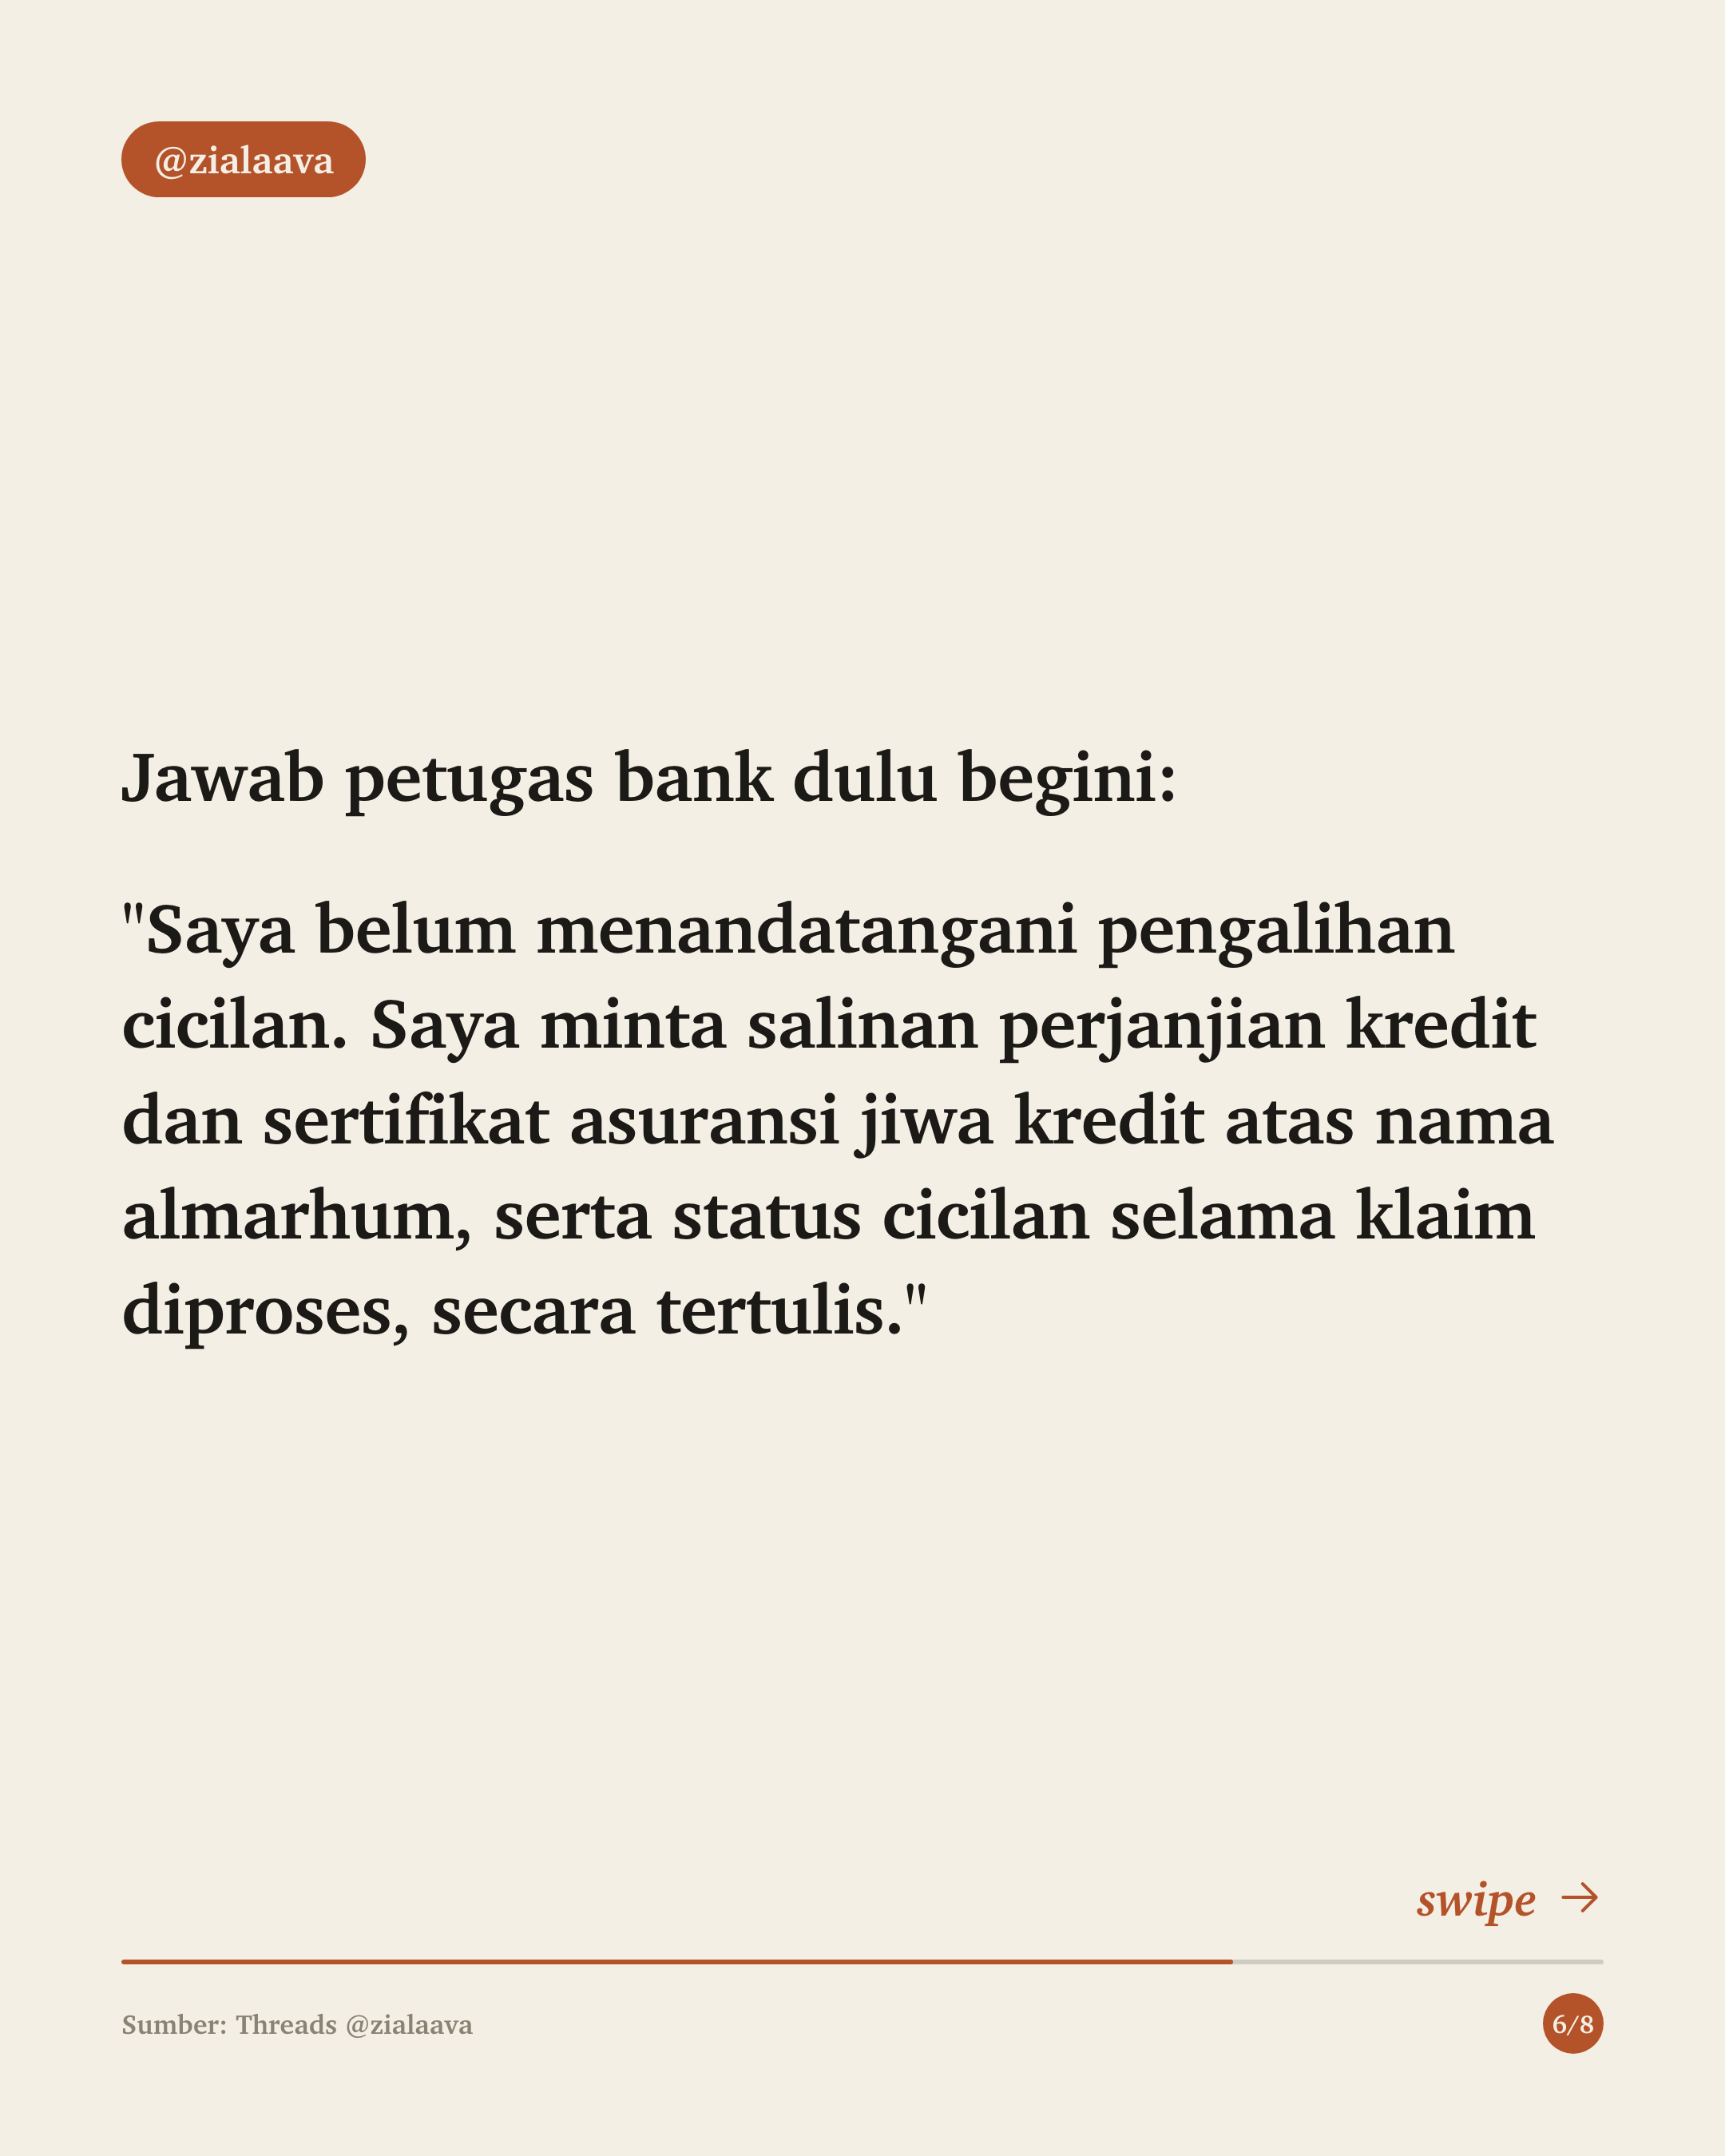 @zialaava
Jawab petugas bank dulu begini:
"Saya belum menandatangani pengalihan
cicilan. Saya minta salinan perjanjian kredit
dan sertifikat asuransi jiwa kredit atas nama
almarhum, serta status cicilan selama klaim
diproses, secara tertulis."
swipe →
Sumber: Threads @zialaava
6/8